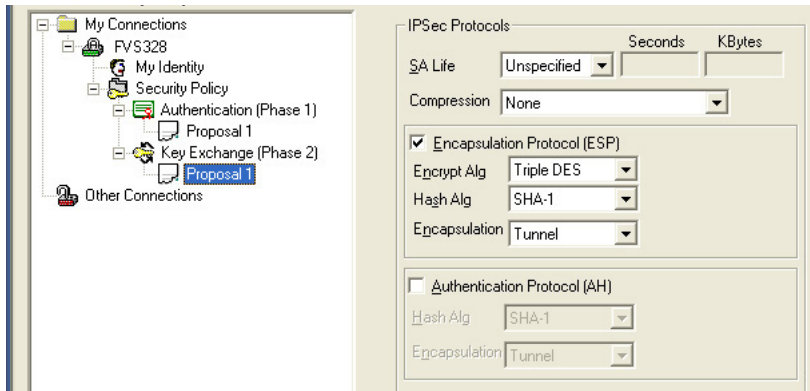 My Connections
FVS328
My Identity
Security Policy
Authentication (Phase 1)
Proposal 1
Key Exchange (Phase 2)
Proposal 1
Other Connections
IPSec Protocols
Seconds KBytes
SA Life Unspecified
Compression None
Encapsulation Protocol (ESP)
Encrypt Alg Triple DES
Hash Alg SHA-1
Encapsulation Tunnel
Authentication Protocol (AH)
Hash Alg SHA-1
Encapsulation Tunnel